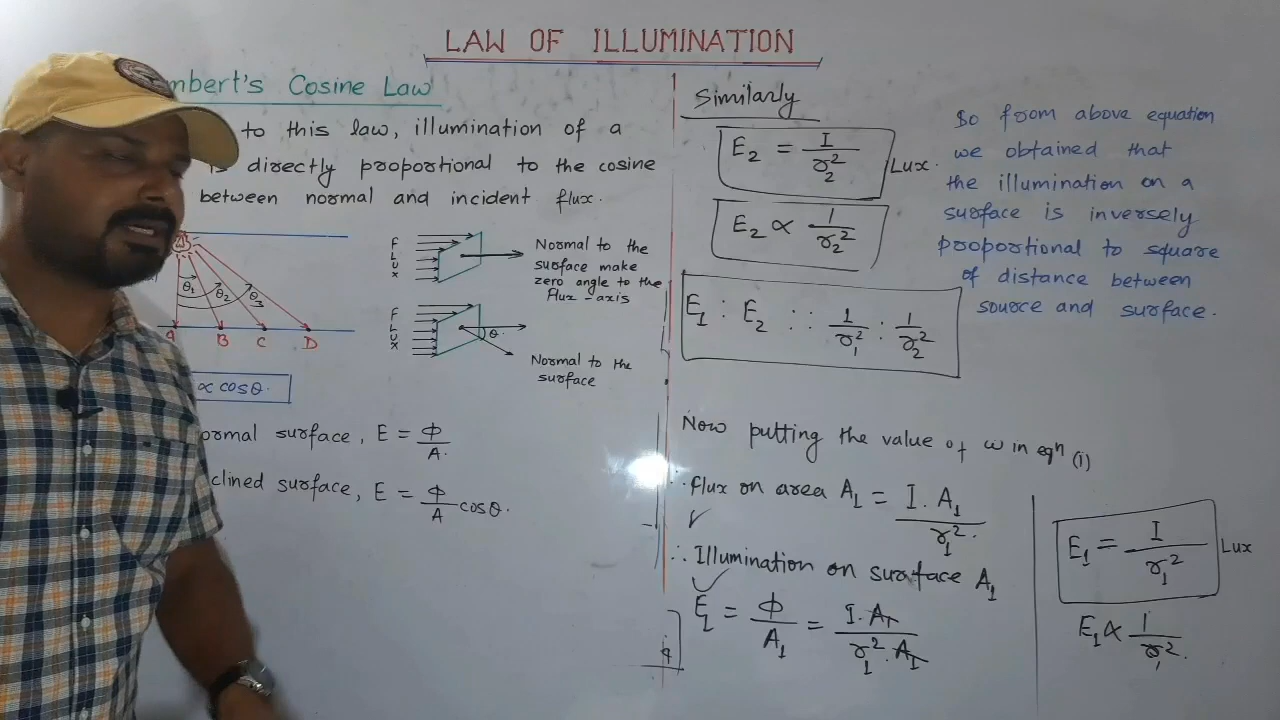 LAW OF ILLUMINATION
mbert's Cosine Law
to this law, illumination of a
is directly proportional to the cosine
between normal and incident flux.
θ₁
θ₂
θ₃
A B C D
FLUX
Normal to the
surface make
zero angle to the
flux-axis
FLUX
θ
Normal to the
surface
∝ cosθ.
ormal surface, E = Φ/A.
clined surface, E = Φ/A cosθ.
Similarly
E₂ = I/r₂² Lux.
E₂ ∝ 1/r₂²
E₁ : E₂ :: 1/r₁² : 1/r₂²
So from above equation
we obtained that
the illumination on a
surface is inversely
proportional to square
of distance between
source and surface.
Now putting the value of ω in eqⁿ (1)
∴ flux on area A₁ = I. A₁/r₁².
∴ Illumination on surface A₁
E₁ = Φ/A₁ = I. A₁/r₁². A₁
E₁ = I/r₁² Lux
E₁ ∝ 1/r₁².